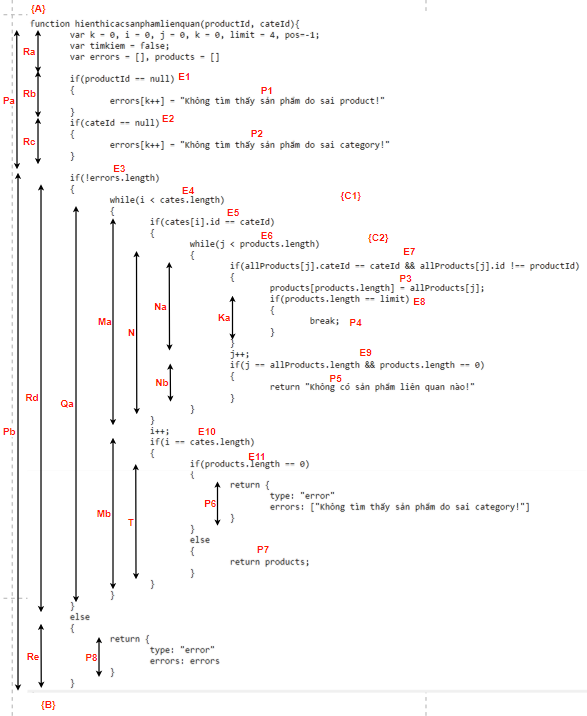 {A}
function hienthicacsanphamlienquan(productId, cateId){
var k = 0, i = 0, j = 0, k = 0, limit = 4, pos=-1;
Ra var timkiem = false;
var errors = [], products = []
if(productId == null) E1
Rb {
Pa errors[k++] = "Không tìm thấy sản phẩm do sai product!" P1
}
if(cateId == null) E2
{
Rc errors[k++] = "Không tìm thấy sản phẩm do sai category!" P2
}
E3
if(!errors.length)
{
while(i < cates.length) E4
{
if(cates[i].id == cateId) E5 {C1}
{
while(j < products.length) E6 {C2}
{
if(allProducts[j].cateId == cateId && allProducts[j].id !== productId) E7
{
products[products.length] = allProducts[j]; P3
Na if(products.length == limit) E8
{
Ma Ka break; P4
N }
}
j++;
if(j == allProducts.length && products.length == 0) E9
Nb {
return "Không có sản phẩm liên quan nào!" P5
Rd Qa }
}
}
Pb i++;
if(i == cates.length) E10
{
if(products.length == 0) E11
{
return {
type: "error"
P6 errors: ["Không tìm thấy sản phẩm do sai category!"]
Mb }
T }
else
{
return products; P7
}
}
}
}
else
{
return {
Re P8 type: "error"
errors: errors
}
}
{B}